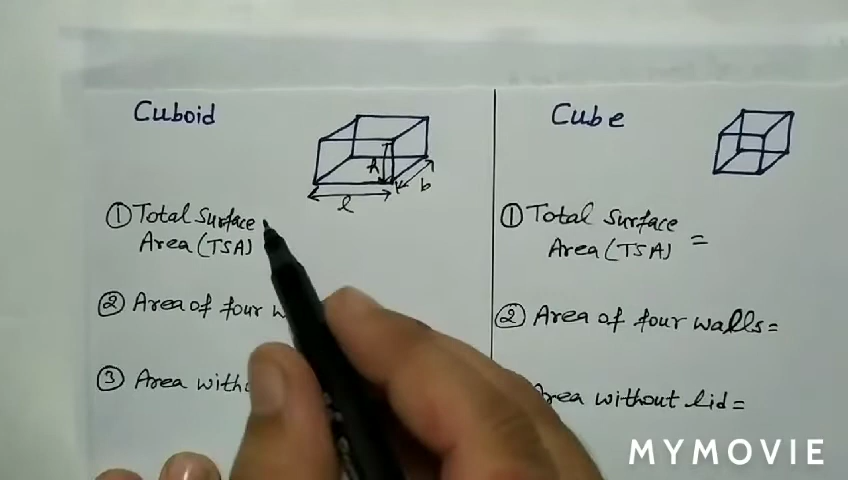 Cuboid
h
b
l
① Total Surface
Area (TSA)
② Area of four
③ Area
Cube
① Total Surface
Area (TSA) =
② Area of four walls =
Area without lid =
MYMOVIE